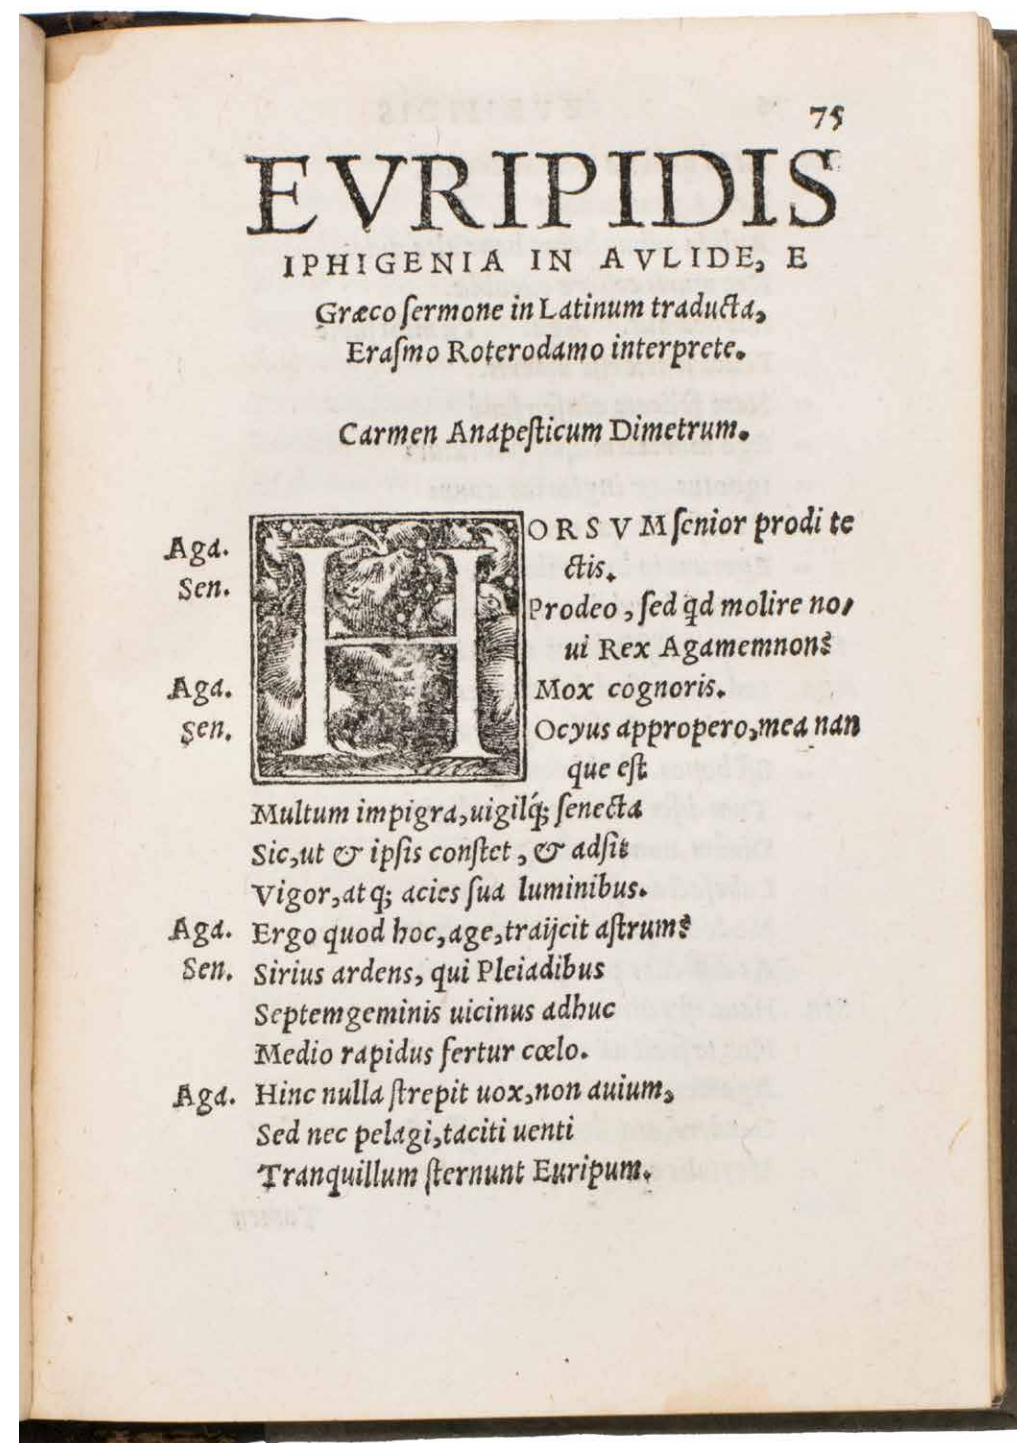 75
EVRIPIDIS
IPHIGENIA IN AVLIDE, E
Græco ſermone in Latinum traducta,
Eraſmo Roterodamo interprete.
Carmen Anapeſticum Dimetrum.
Aga. HORSVM ſenior prodi te
ctis.
Sen. Prodeo, ſed qd molire no,
ui Rex Agamemnon?
Aga. Mox cognoris.
Sen. Ocyus appropero, mea nan
que eſt
Multum impigra, uigilq́; ſenecta
Sic, ut & ipſis conſtet, & adſit
Vigor, atq; acies ſua luminibus.
Aga. Ergo quod hoc, age, traijcit aſtrum?
Sen. Sirius ardens, qui Pleiadibus
Septemgeminis uicinus adhuc
Medio rapidus fertur cœlo.
Aga. Hinc nulla ſtrepit uox, non auium,
Sed nec pelagi, taciti uenti
Tranquillum ſternunt Euripum.